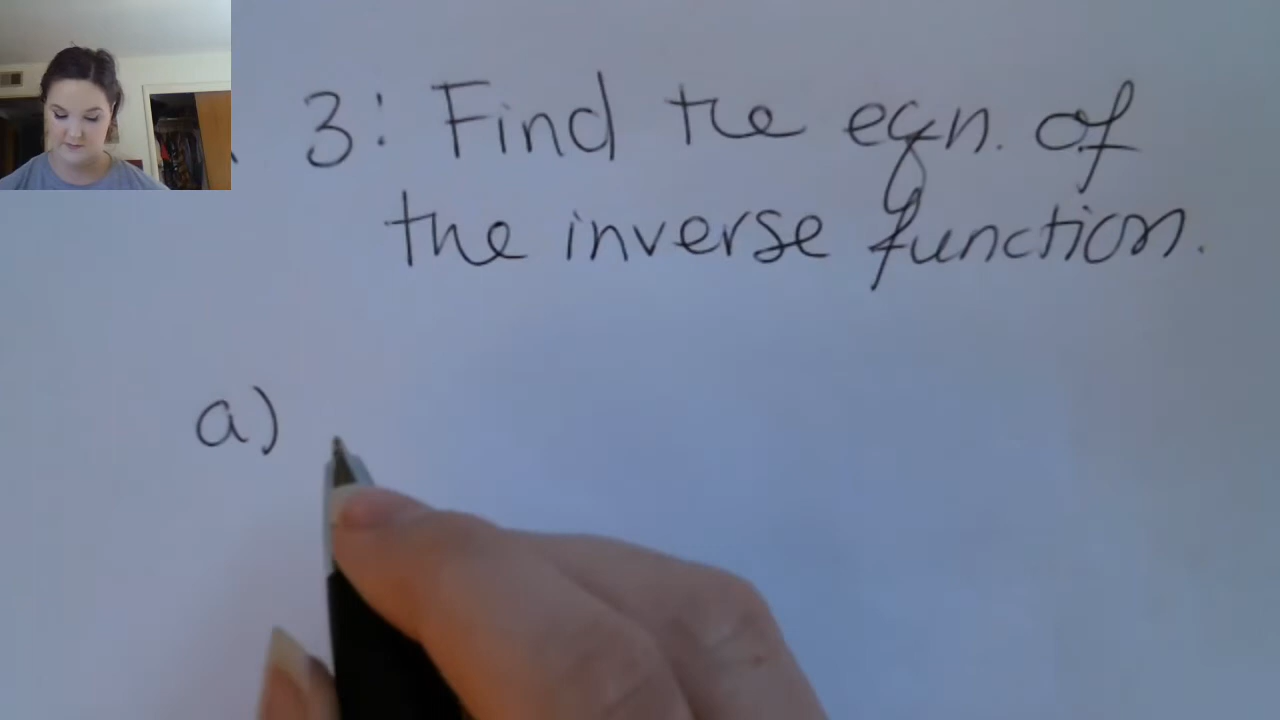 3: Find the eqn. of
the inverse function.
a)